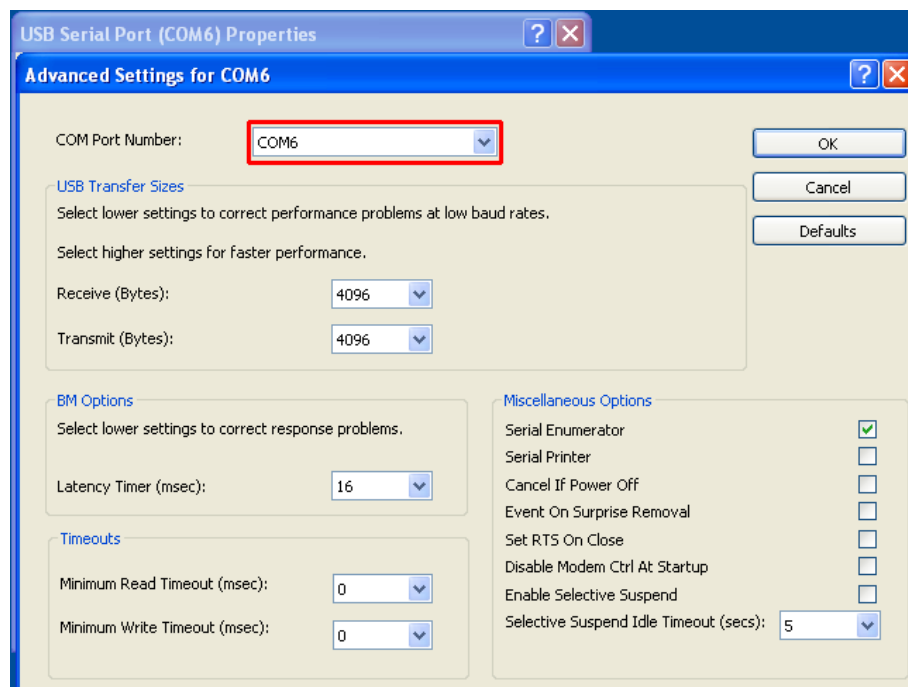 USB Serial Port (COM6) Properties
Advanced Settings for COM6
COM Port Number: COM6
OK
USB Transfer Sizes
Cancel
Select lower settings to correct performance problems at low baud rates.
Defaults
Select higher settings for faster performance.
Receive (Bytes): 4096
Transmit (Bytes): 4096
BM Options
Select lower settings to correct response problems.
Latency Timer (msec): 16
Timeouts
Minimum Read Timeout (msec): 0
Minimum Write Timeout (msec): 0
Miscellaneous Options
Serial Enumerator
Serial Printer
Cancel If Power Off
Event On Surprise Removal
Set RTS On Close
Disable Modem Ctrl At Startup
Enable Selective Suspend
Selective Suspend Idle Timeout (secs): 5